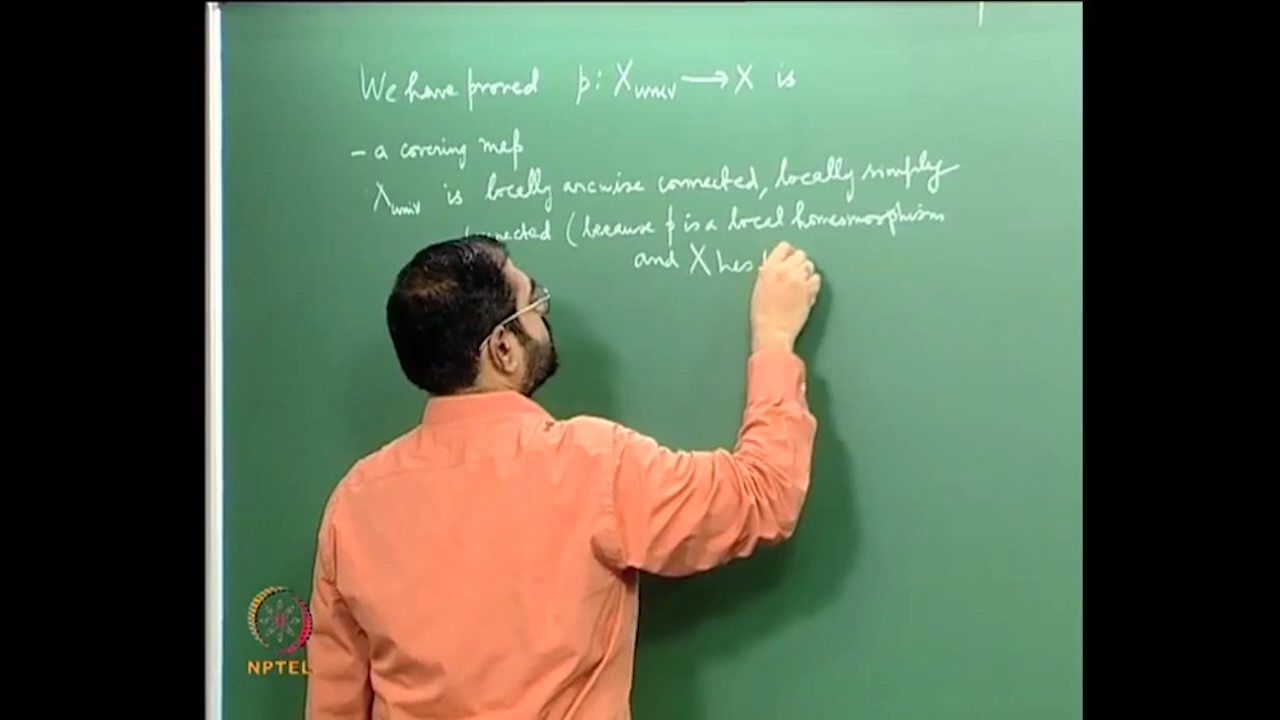 We have proved p: X_univ → X is
– a covering map
X_univ is locally arcwise connected, locally simply
connected (because p is a local homeomorphism
and X has
NPTEL